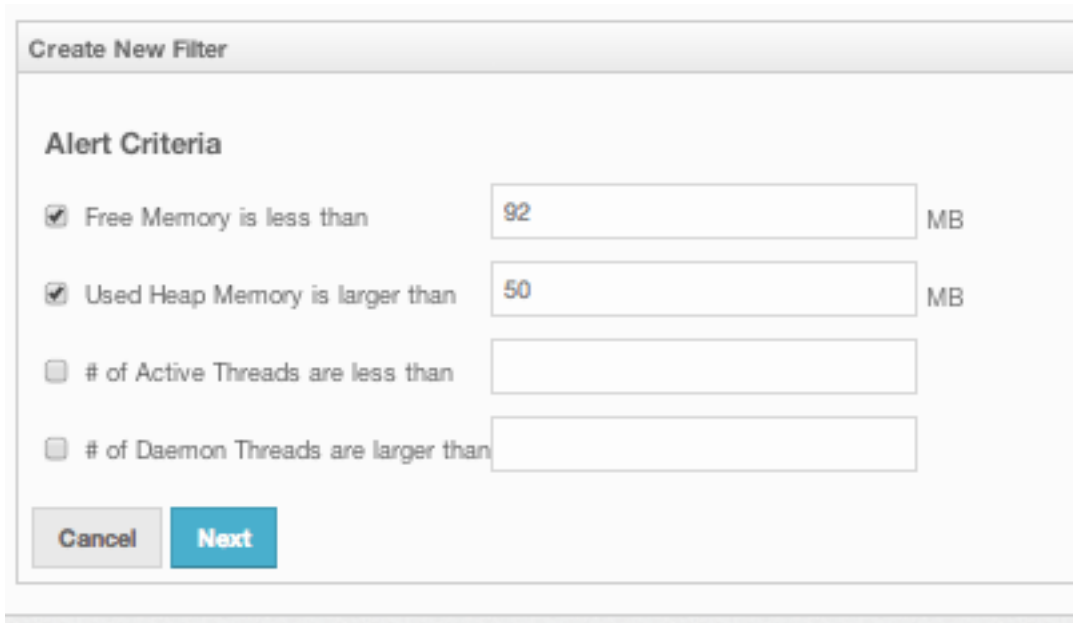 Create New Filter
Alert Criteria
Free Memory is less than 92 MB
Used Heap Memory is larger than 50 MB
# of Active Threads are less than
# of Daemon Threads are larger than
Cancel Next